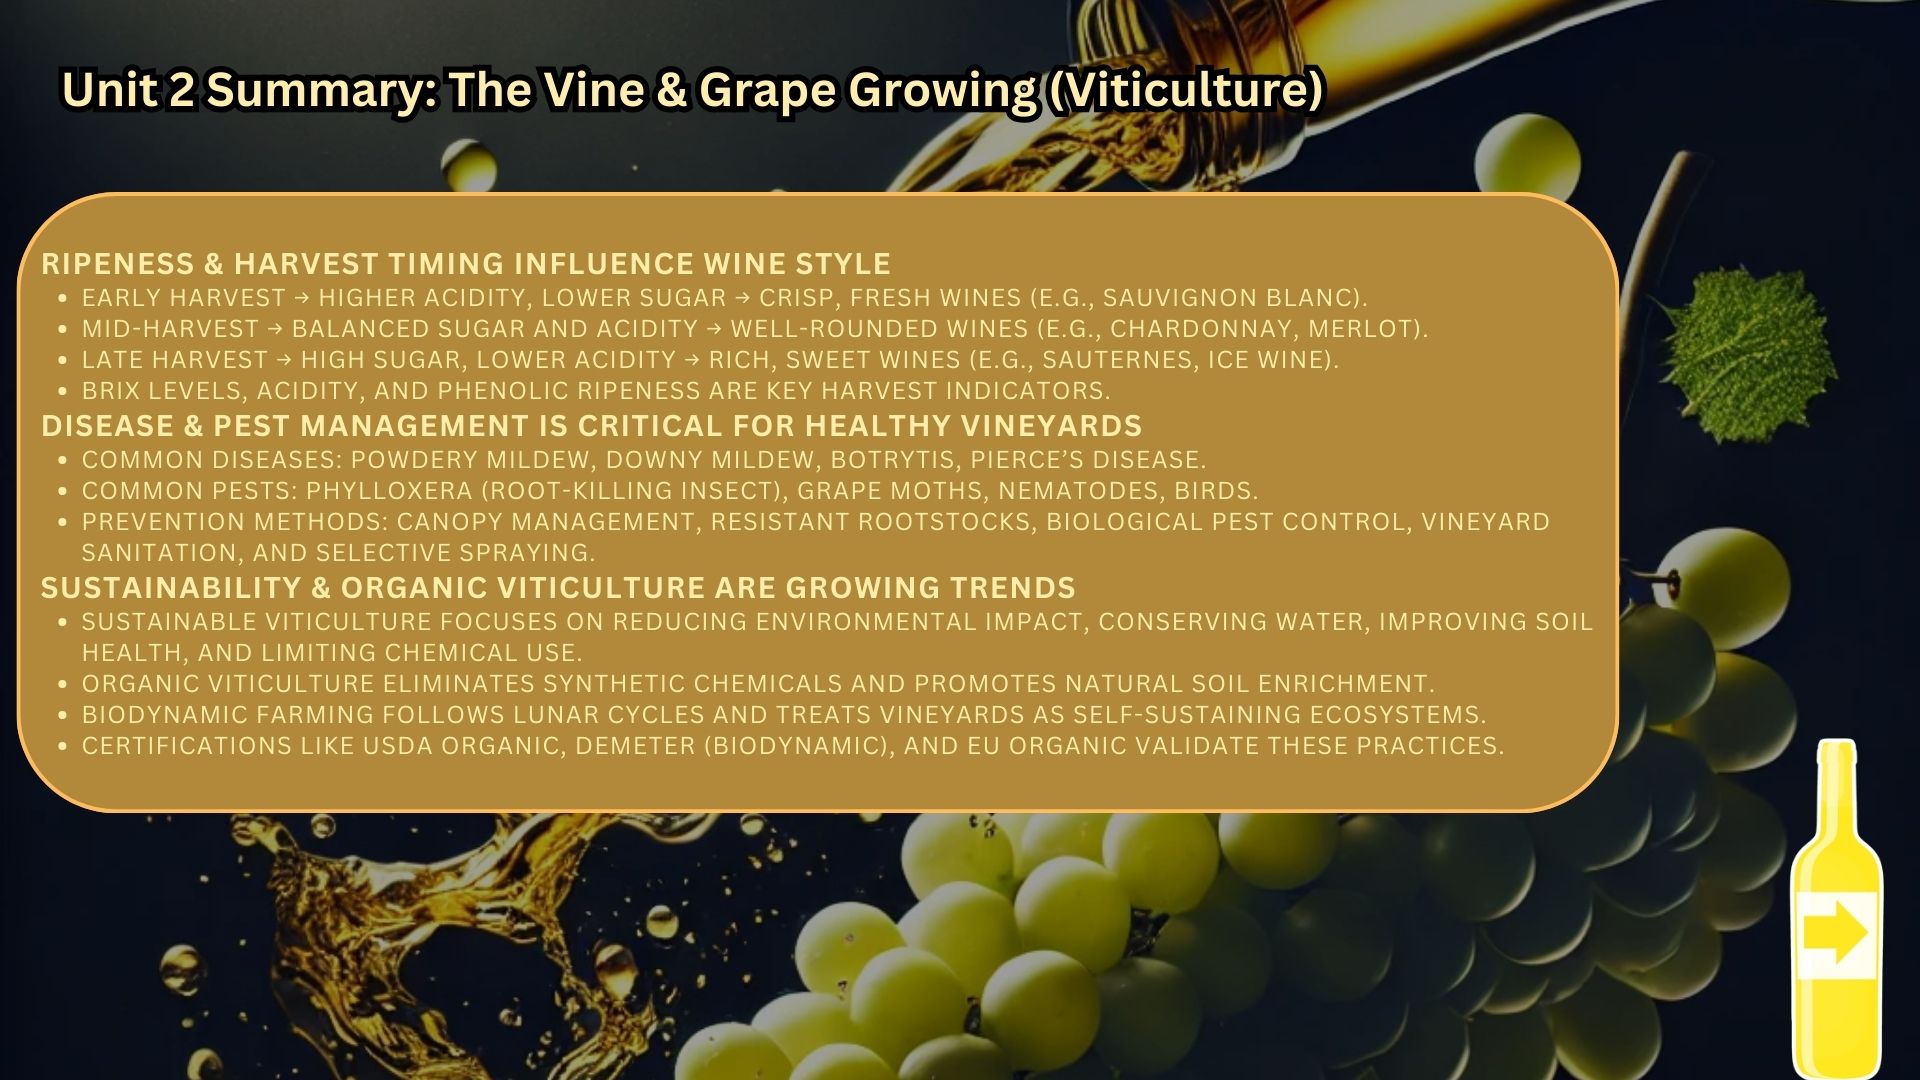 Unit 2 Summary: The Vine & Grape Growing (Viticulture)
RIPENESS & HARVEST TIMING INFLUENCE WINE STYLE
• EARLY HARVEST → HIGHER ACIDITY, LOWER SUGAR → CRISP, FRESH WINES (E.G., SAUVIGNON BLANC).
• MID-HARVEST → BALANCED SUGAR AND ACIDITY → WELL-ROUNDED WINES (E.G., CHARDONNAY, MERLOT).
• LATE HARVEST → HIGH SUGAR, LOWER ACIDITY → RICH, SWEET WINES (E.G., SAUTERNES, ICE WINE).
• BRIX LEVELS, ACIDITY, AND PHENOLIC RIPENESS ARE KEY HARVEST INDICATORS.
DISEASE & PEST MANAGEMENT IS CRITICAL FOR HEALTHY VINEYARDS
• COMMON DISEASES: POWDERY MILDEW, DOWNY MILDEW, BOTRYTIS, PIERCE’S DISEASE.
• COMMON PESTS: PHYLLOXERA (ROOT-KILLING INSECT), GRAPE MOTHS, NEMATODES, BIRDS.
• PREVENTION METHODS: CANOPY MANAGEMENT, RESISTANT ROOTSTOCKS, BIOLOGICAL PEST CONTROL, VINEYARD
SANITATION, AND SELECTIVE SPRAYING.
SUSTAINABILITY & ORGANIC VITICULTURE ARE GROWING TRENDS
• SUSTAINABLE VITICULTURE FOCUSES ON REDUCING ENVIRONMENTAL IMPACT, CONSERVING WATER, IMPROVING SOIL
HEALTH, AND LIMITING CHEMICAL USE.
• ORGANIC VITICULTURE ELIMINATES SYNTHETIC CHEMICALS AND PROMOTES NATURAL SOIL ENRICHMENT.
• BIODYNAMIC FARMING FOLLOWS LUNAR CYCLES AND TREATS VINEYARDS AS SELF-SUSTAINING ECOSYSTEMS.
• CERTIFICATIONS LIKE USDA ORGANIC, DEMETER (BIODYNAMIC), AND EU ORGANIC VALIDATE THESE PRACTICES.